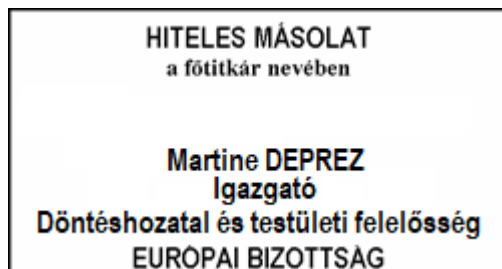 HITELES MÁSOLAT
a főtitkár nevében
Martine DEPREZ
Igazgató
Döntéshozatal és testületi felelősség
EURÓPAI BIZOTTSÁG